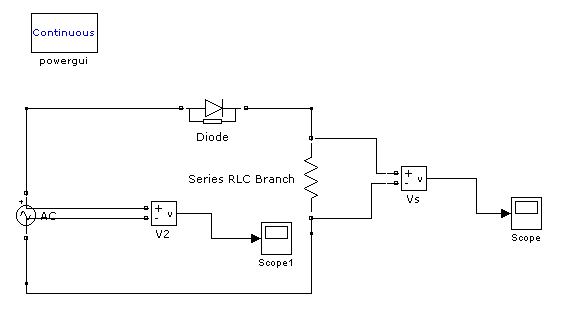 Continuous
powergui
Diode
Series RLC Branch
+
-
v
Vs
Scope
+
AC
+
-
v
V2
Scope1